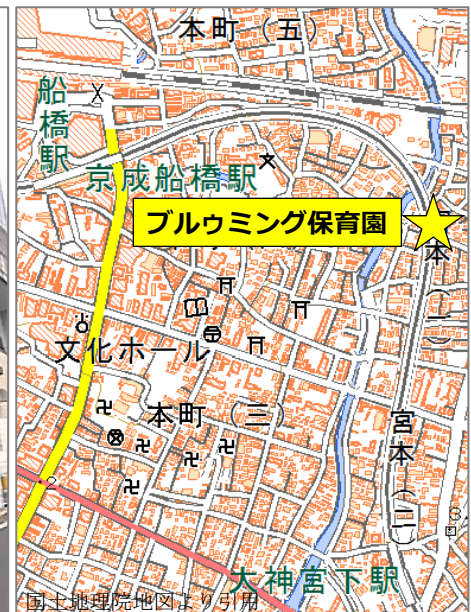 本町（五）
船橋駅
京成船橋駅
ブルゥミング保育園
本（二）
文化ホール
本町（三）
宮本（三）
大神宮下駅
国土地理院地図より引用